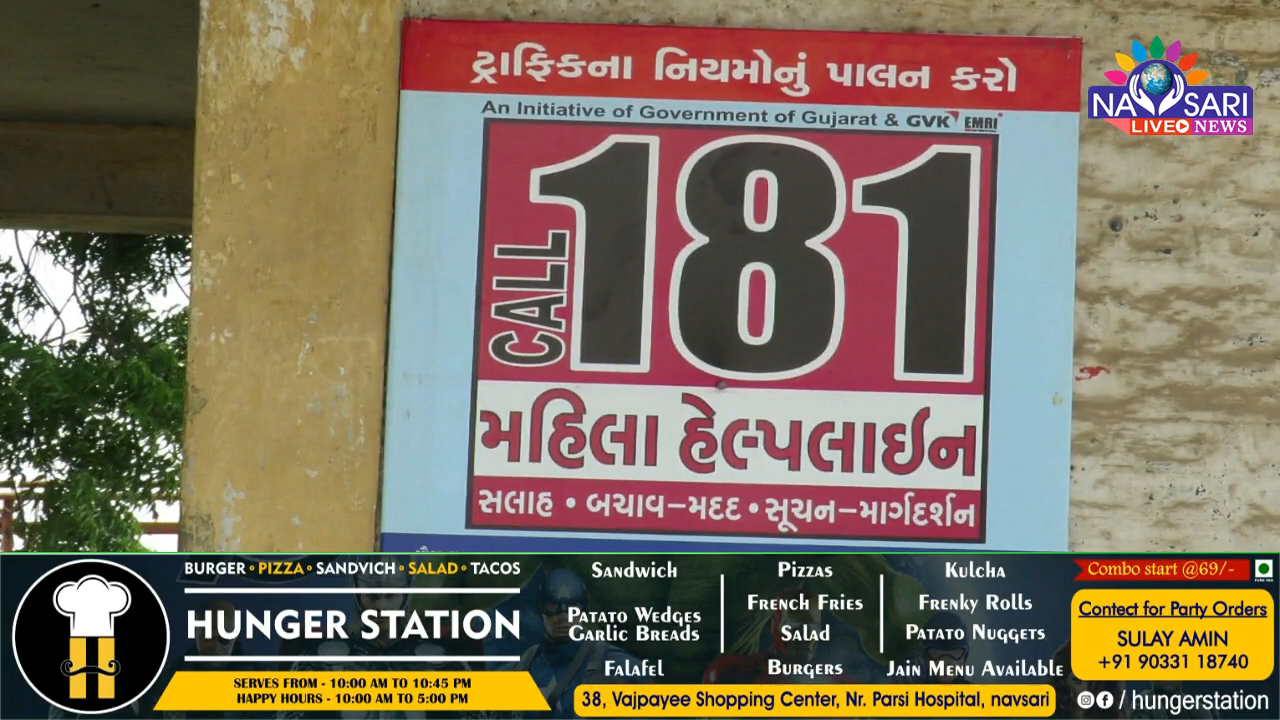 ટ્રાફિકના નિયમોનું પાલન કરો
An Initiative of Government of Gujarat & GVK EMRI
CALL 181
મહિલા હેલ્પલાઇન
સલાહ • બચાવ-મદદ • સૂચન-માર્ગદર્શન
NAVSARI
LIVE NEWS
BURGER • PIZZA • SANDVICH • SALAD • TACOS
HUNGER STATION
SERVES FROM - 10:00 AM TO 10:45 PM
HAPPY HOURS - 10:00 AM TO 5:00 PM
Sandwich
Patato Wedges
Garlic Breads
Falafel
Pizzas
French Fries
Salad
Burgers
Kulcha
Frenky Rolls
Patato Nuggets
Jain Menu Available
38, Vajpayee Shopping Center, Nr. Parsi Hospital, navsari
Combo start @69/-
Contect for Party Orders
SULAY AMIN
+91 90331 18740
/ hungerstation